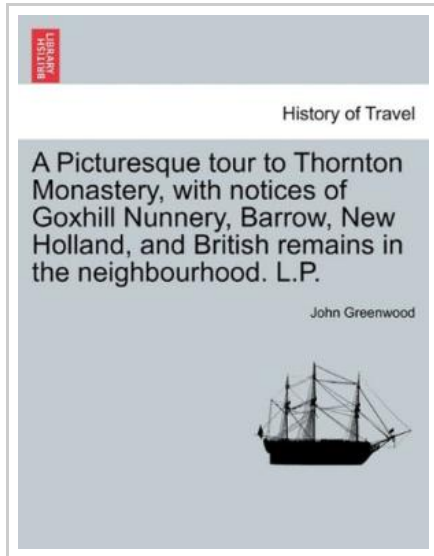 BRITISH
LIBRARY
History of Travel
A Picturesque tour to Thornton
Monastery, with notices of
Goxhill Nunnery, Barrow, New
Holland, and British remains in
the neighbourhood. L.P.
John Greenwood